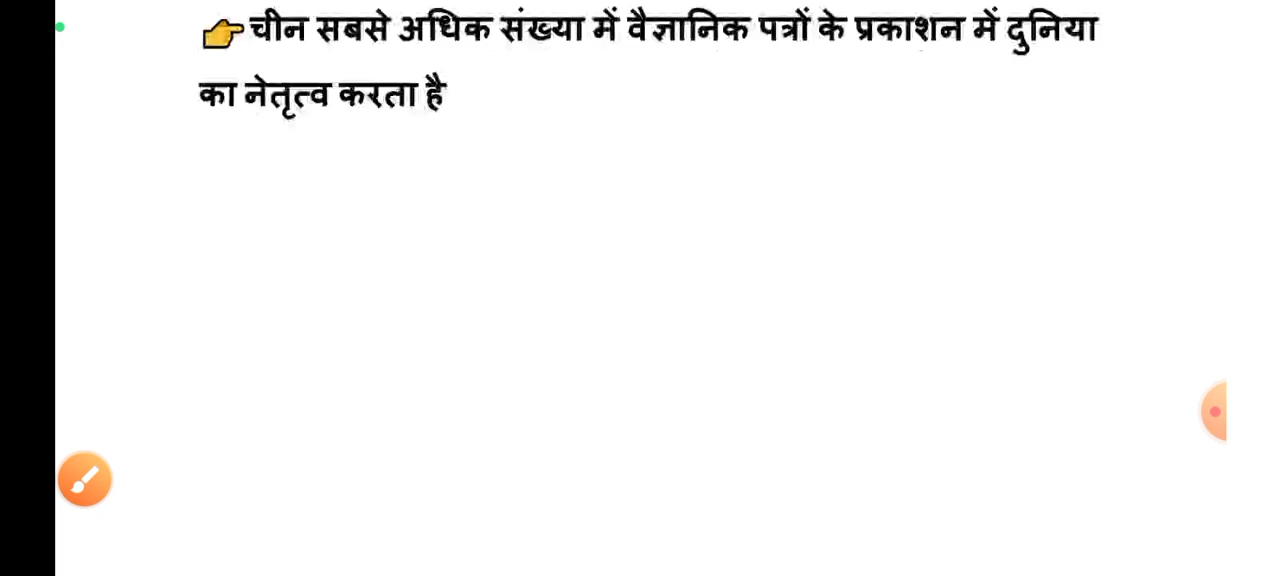 👉चीन सबसे अधिक संख्या में वैज्ञानिक पत्रों के प्रकाशन में दुनिया
का नेतृत्व करता है